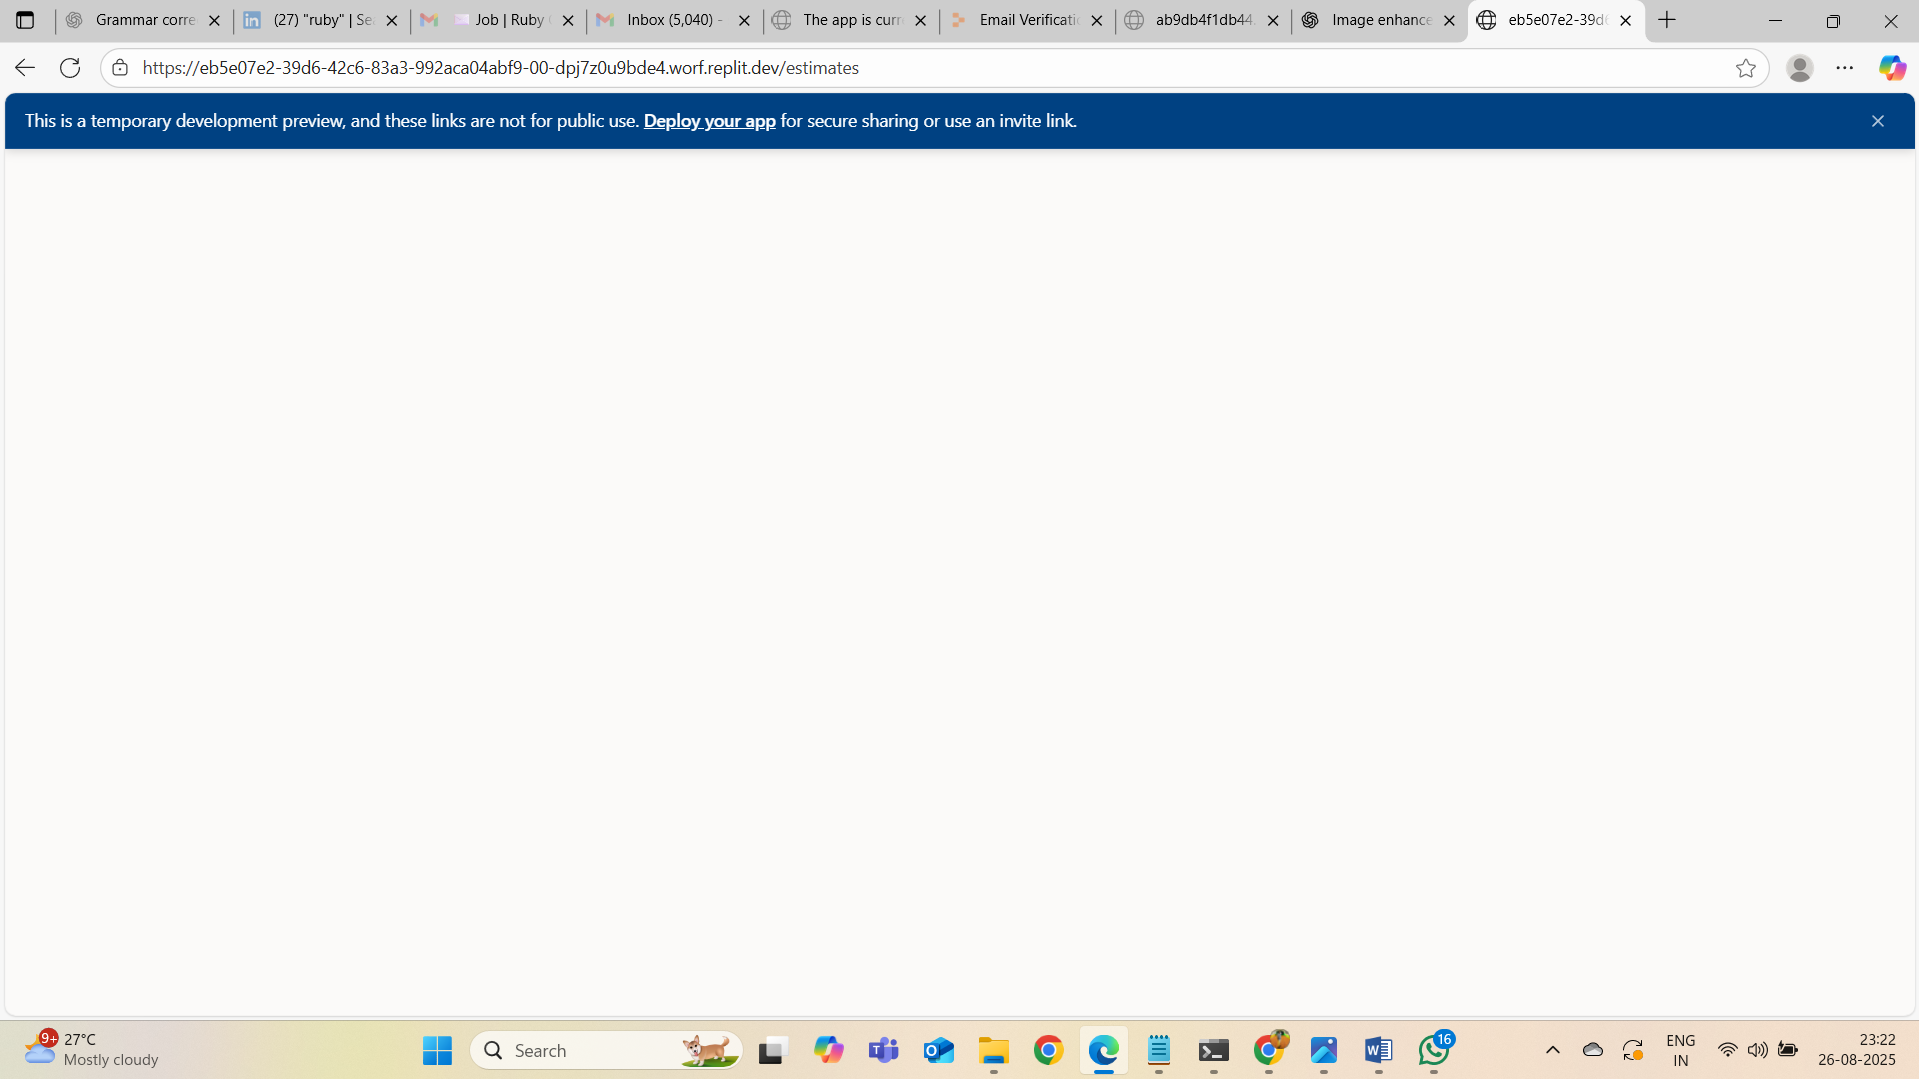 Grammar corre
(27) "ruby" | Sea
Job | Ruby
Inbox (5,040) -
The app is curr
Email Verificatio
ab9db4f1db44.
Image enhance
eb5e07e2-39d6
https://eb5e07e2-39d6-42c6-83a3-992aca04abf9-00-dpj7z0u9bde4.worf.replit.dev/estimates
This is a temporary development preview, and these links are not for public use. Deploy your app for secure sharing or use an invite link.
9+
27°C
Mostly cloudy
Search
16
ENG
IN
23:22
26-08-2025